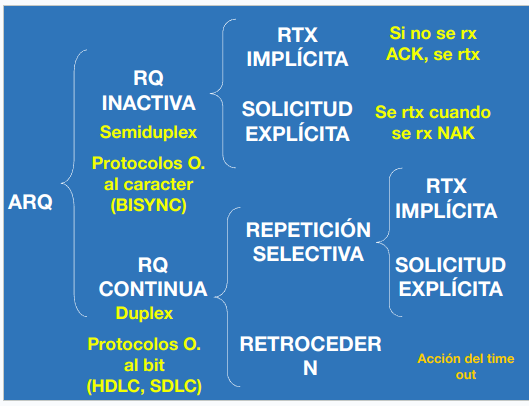 ARQ
RQ
INACTIVA
Semiduplex
Protocolos O.
al caracter
(BISYNC)
RTX
IMPLÍCITA
Si no se rx
ACK, se rtx
SOLICITUD
EXPLÍCITA
Se rtx cuando
se rx NAK
RQ
CONTINUA
Duplex
Protocolos O.
al bit
(HDLC, SDLC)
REPETICIÓN
SELECTIVA
RTX
IMPLÍCITA
SOLICITUD
EXPLÍCITA
RETROCEDER
N
Acción del time
out